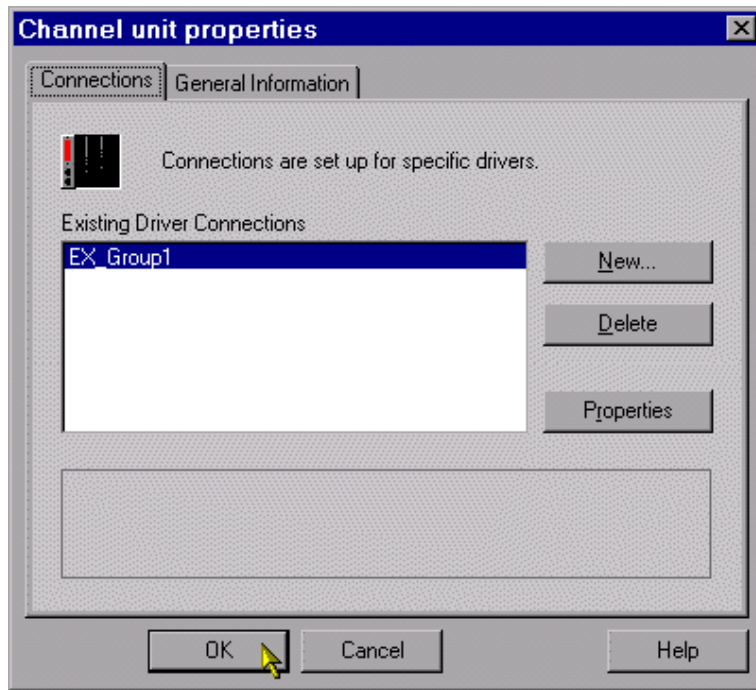 Channel unit properties
Connections
General Information
Connections are set up for specific drivers.
Existing Driver Connections
EX_Group1
New...
Delete
Properties
OK
Cancel
Help